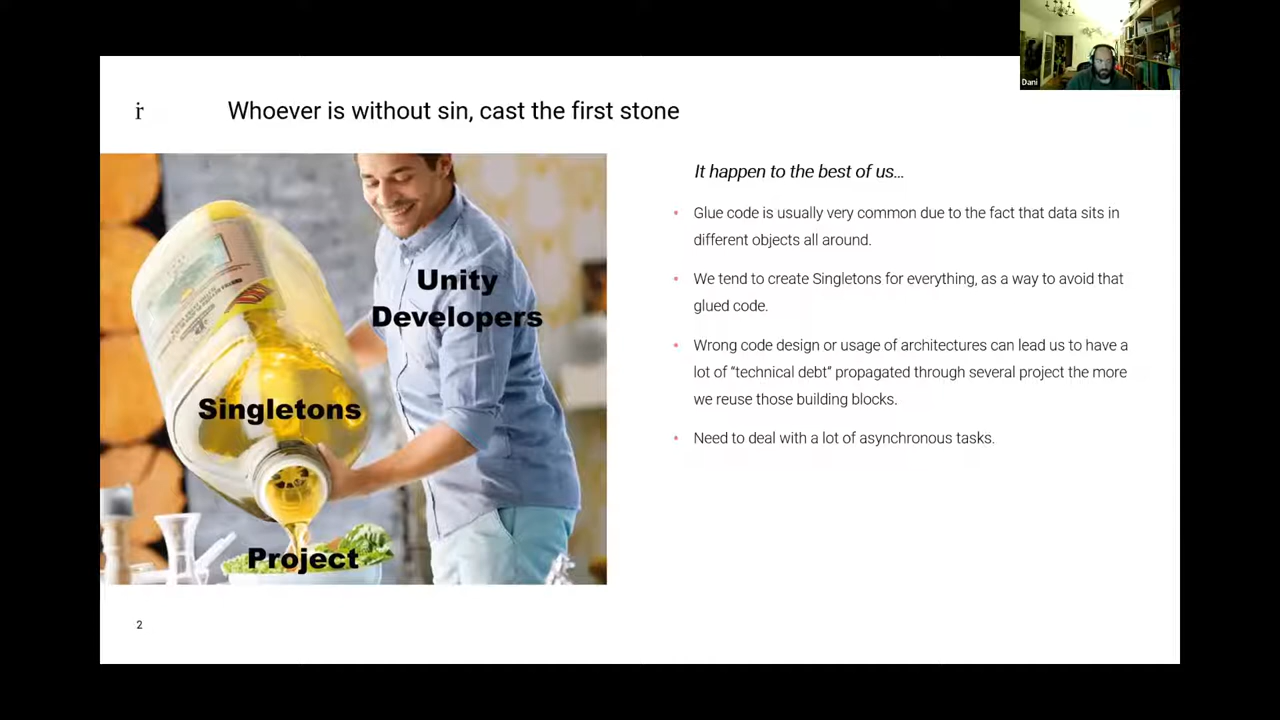 Dani
ir
Whoever is without sin, cast the first stone
It happen to the best of us...
• Glue code is usually very common due to the fact that data sits in
different objects all around.
• We tend to create Singletons for everything, as a way to avoid that
glued code.
• Wrong code design or usage of architectures can lead us to have a
lot of “technical debt“ propagated through several project the more
we reuse those building blocks.
• Need to deal with a lot of asynchronous tasks.
Unity
Developers
Singletons
Project
2